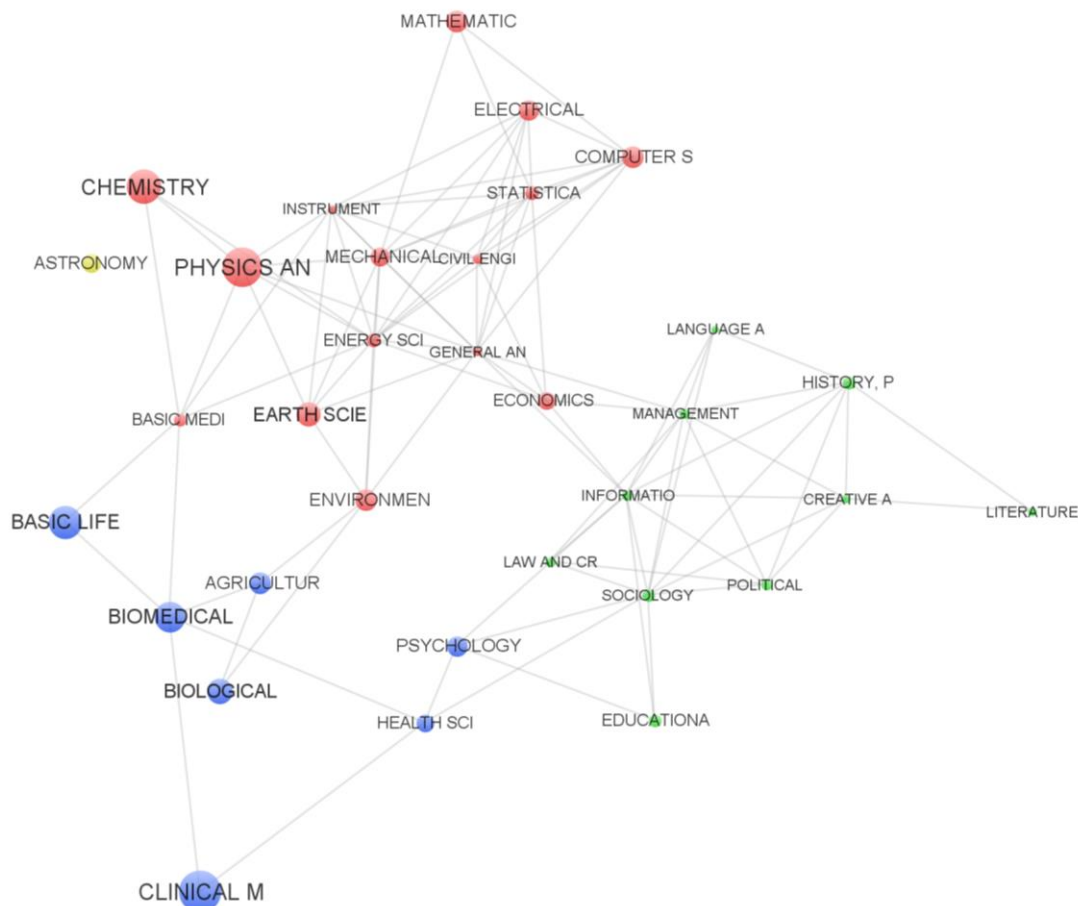 MATHEMATIC
ELECTRICAL
COMPUTER S
CHEMISTRY
STATISTICA
INSTRUMENT
MECHANICAL
CIVIL ENGI
ASTRONOMY
PHYSICS AN
LANGUAGE A
ENERGY SCI
GENERAL AN
HISTORY, P
ECONOMICS
MANAGEMENT
BASIC MEDI
EARTH SCIE
INFORMATIO
CREATIVE A
ENVIRONMEN
LITERATURE
BASIC LIFE
LAW AND CR
AGRICULTUR
POLITICAL
SOCIOLOGY
BIOMEDICAL
PSYCHOLOGY
BIOLOGICAL
HEALTH SCI
EDUCATIONA
CLINICAL M